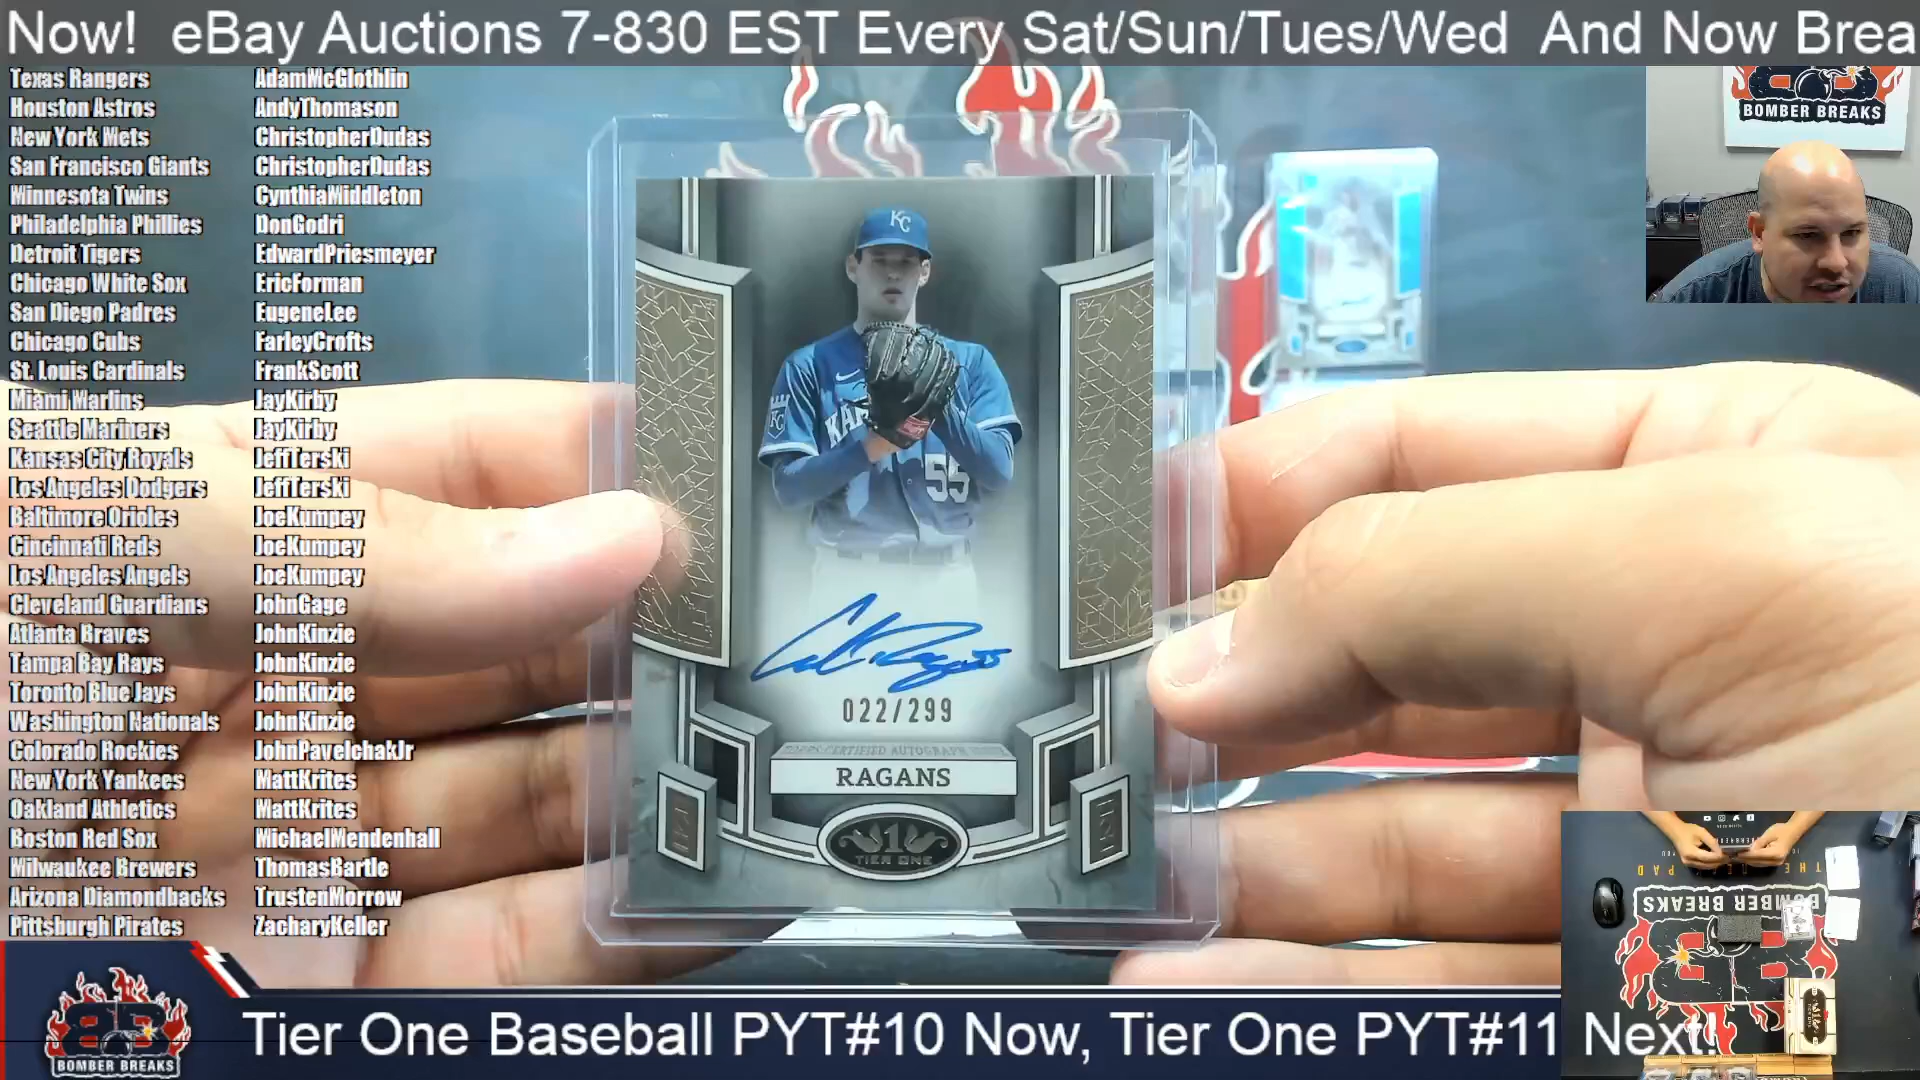 Now! eBay Auctions 7-830 EST Every Sat/Sun/Tues/Wed And Now Brea
Texas Rangers AdamMcGlothlin
Houston Astros AndyThomason
New York Mets ChristopherDudas
San Francisco Giants ChristopherDudas
Minnesota Twins CynthiaMiddleton
Philadelphia Phillies DonGodri
Detroit Tigers EdwardPriesmeyer
Chicago White Sox EricForman
San Diego Padres EugeneLee
Chicago Cubs FarleyCrofts
St. Louis Cardinals FrankScott
Miami Marlins JayKirby
Seattle Mariners JayKirby
Kansas City Royals JeffTerski
Los Angeles Dodgers JeffTerski
Baltimore Orioles JoeKumpey
Cincinnati Reds JoeKumpey
Los Angeles Angels JoeKumpey
Cleveland Guardians JohnGage
Atlanta Braves JohnKinzie
Tampa Bay Rays JohnKinzie
Toronto Blue Jays JohnKinzie
Washington Nationals JohnKinzie
Colorado Rockies JohnPavelchakJr
New York Yankees MattKrites
Oakland Athletics MattKrites
Boston Red Sox MichaelMendenhall
Milwaukee Brewers ThomasBartle
Arizona Diamondbacks TrustenMorrow
Pittsburgh Pirates ZacharyKeller
KC
KC
KA
55
022/299
TOPPS CERTIFIED AUTOGRAPH ISSUE
RAGANS
1
TIER ONE
BOMBER BREAKS
BOMBER BREAKS
BOMBER BREAKS
Tier One Baseball PYT#10 Now, Tier One PYT#11 Next!